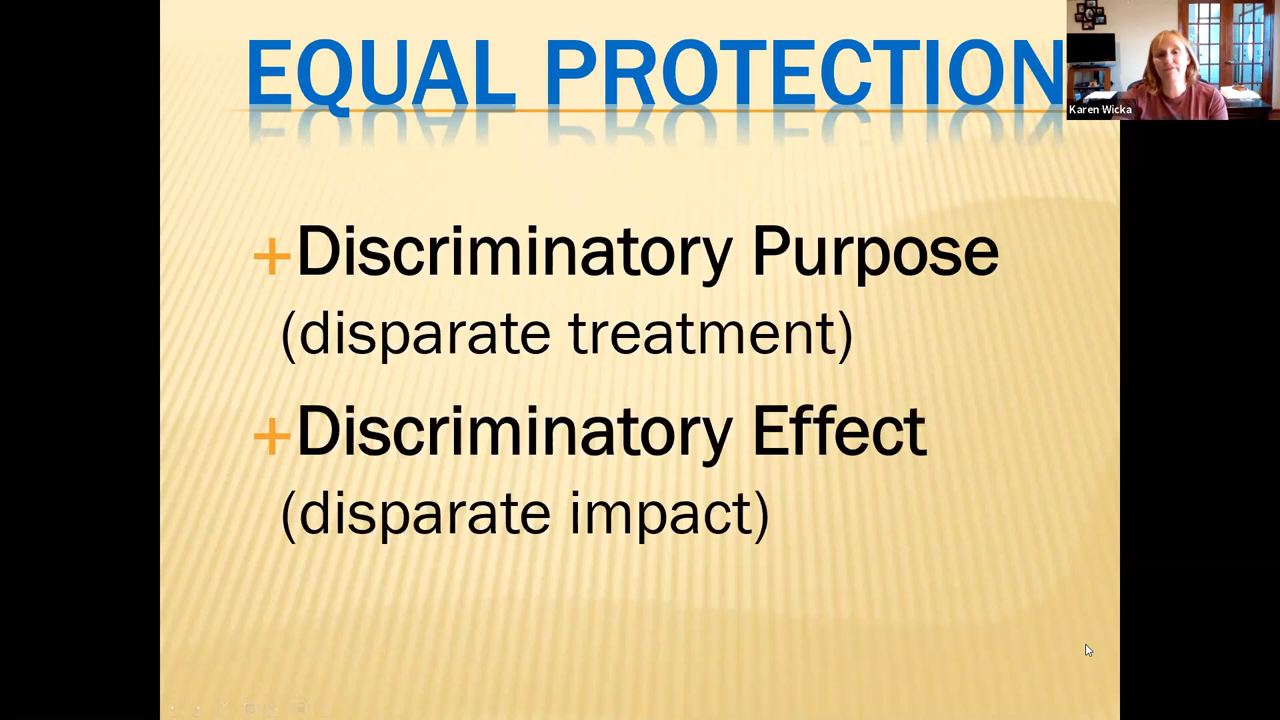 EQUAL PROTECTION
Karen Wicka
+Discriminatory Purpose
(disparate treatment)
+Discriminatory Effect
(disparate impact)